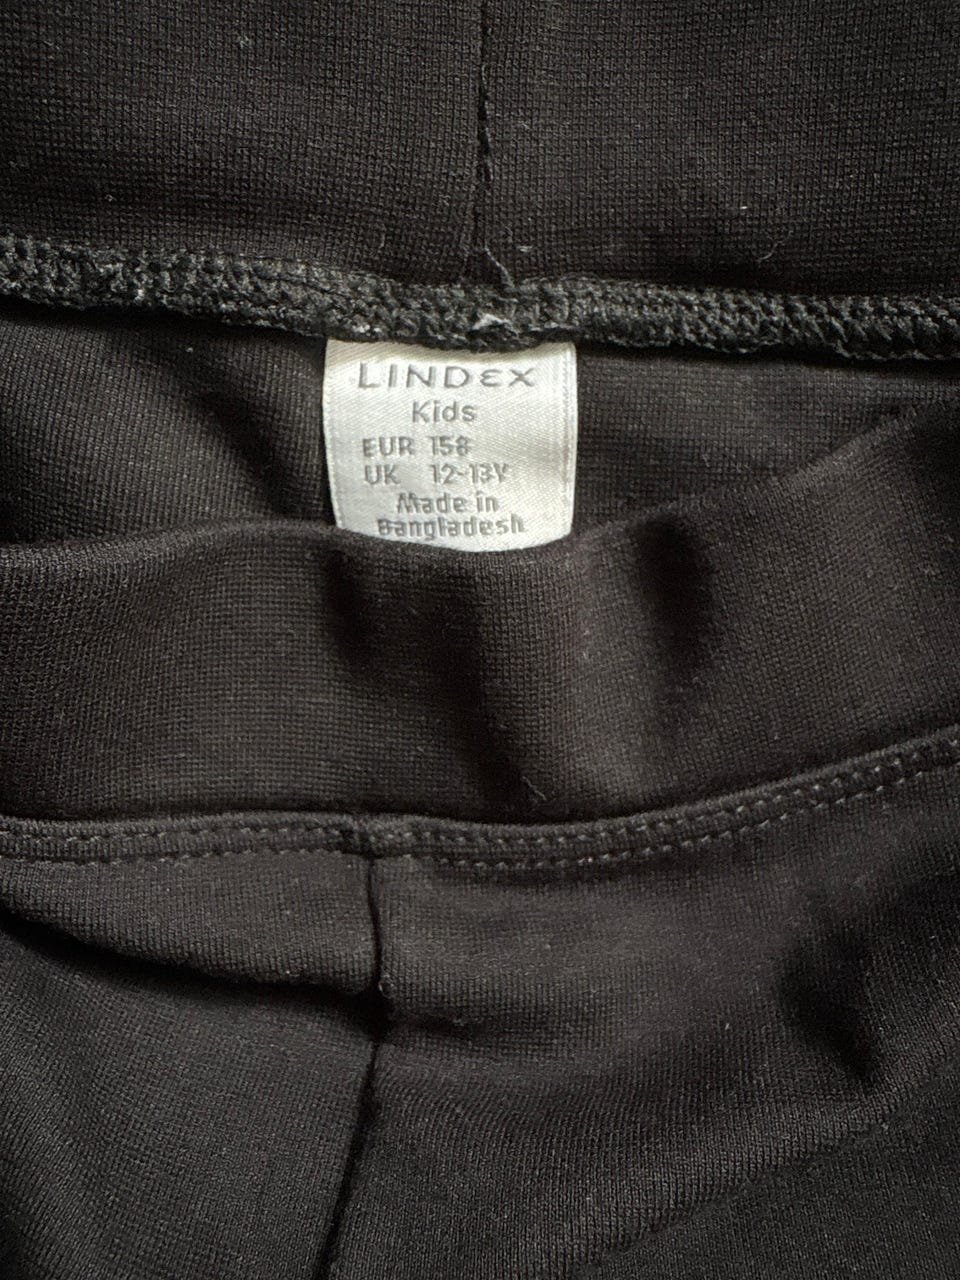 LINDEX
Kids
EUR 158
UK 12-13Y
Made in
Bangladesh